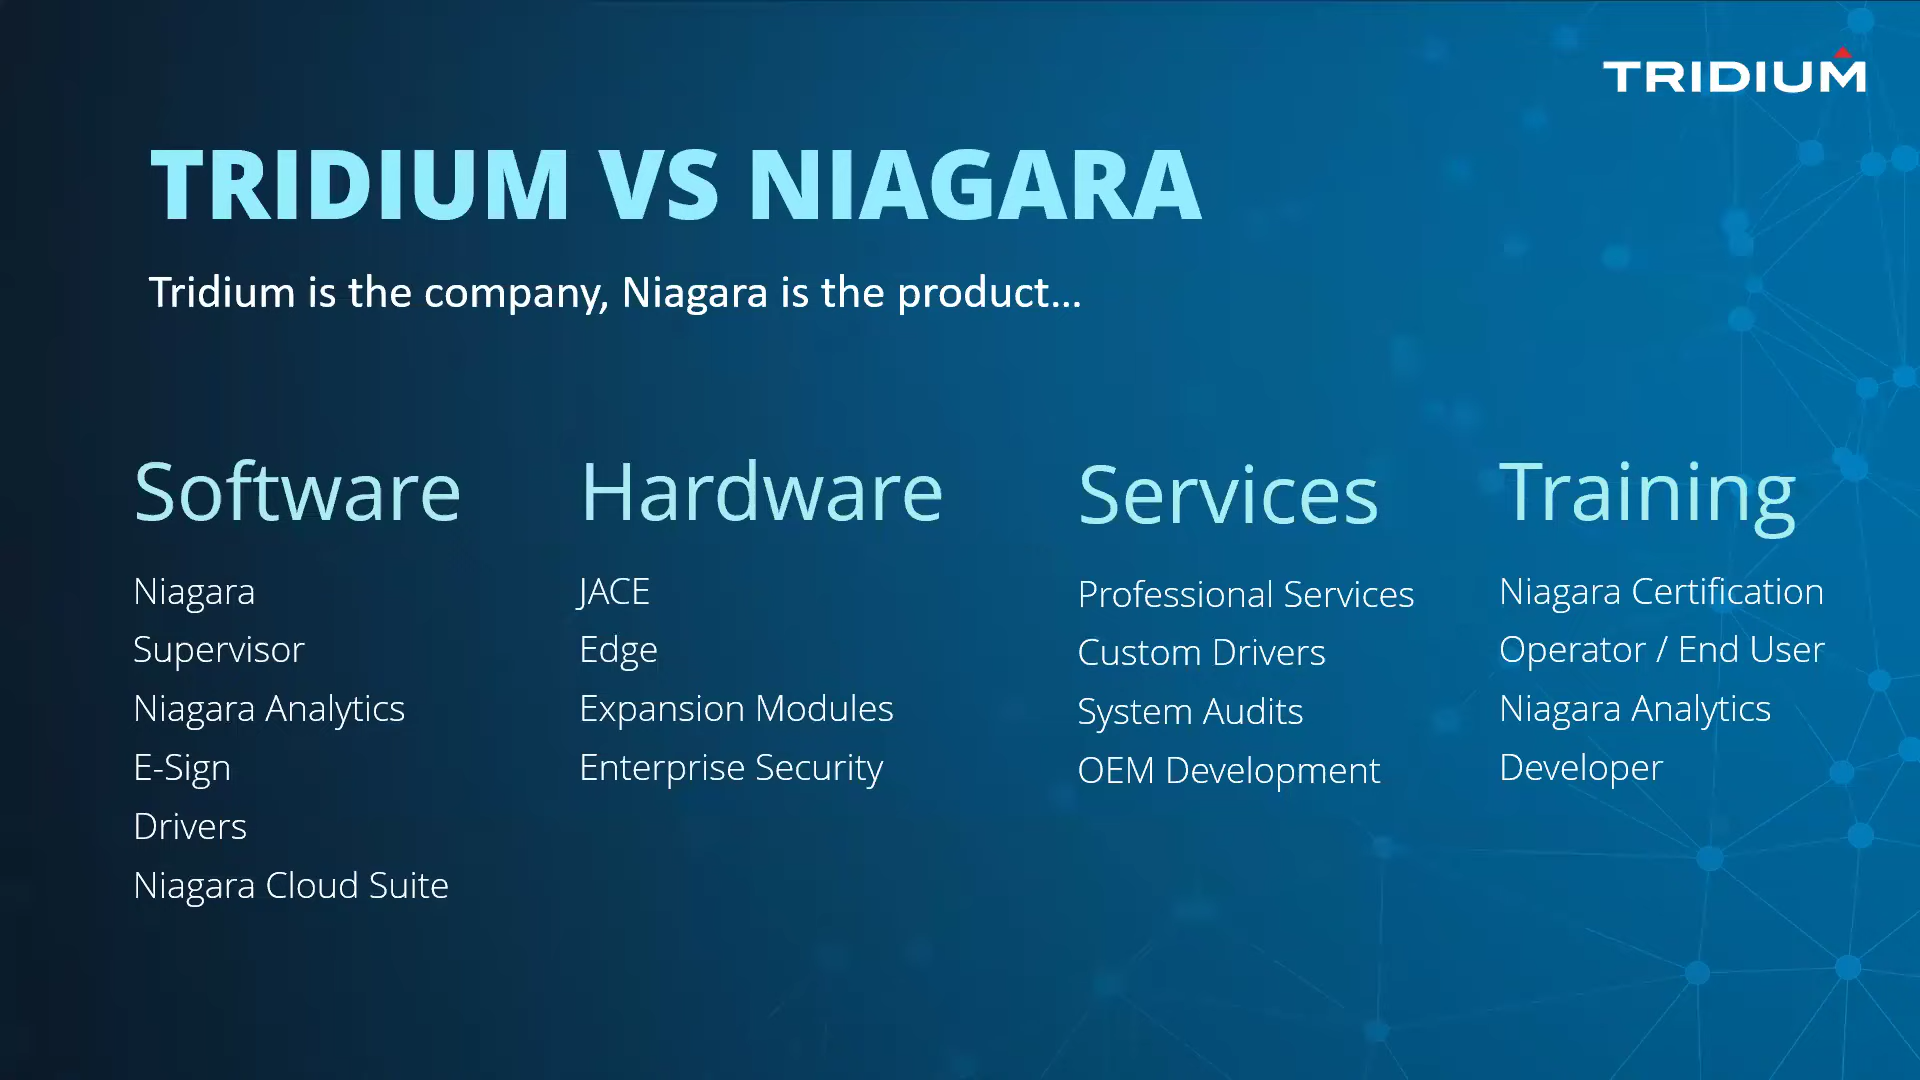 TRIDIUM
TRIDIUM VS NIAGARA
Tridium is the company, Niagara is the product...
Software
Niagara
Supervisor
Niagara Analytics
E-Sign
Drivers
Niagara Cloud Suite
Hardware
JACE
Edge
Expansion Modules
Enterprise Security
Services
Professional Services
Custom Drivers
System Audits
OEM Development
Training
Niagara Certification
Operator / End User
Niagara Analytics
Developer